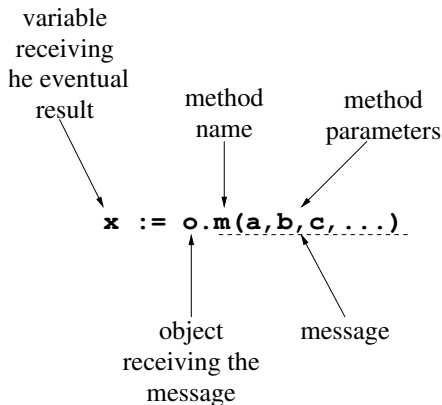 variable
receiving
he eventual
result
method
name
method
parameters
x := o.m(a,b,c,...)
object
receiving the
message
message